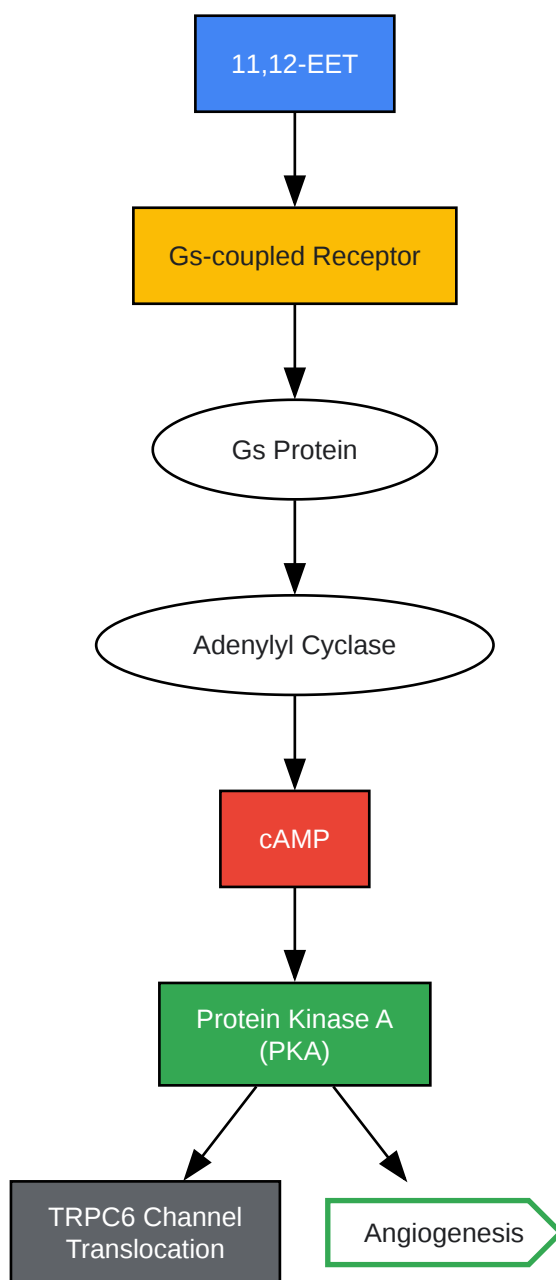 11,12-EET
Gs-coupled Receptor
Gs Protein
Adenylyl Cyclase
cAMP
Protein Kinase A
(PKA)
TRPC6 Channel
Translocation
Angiogenesis